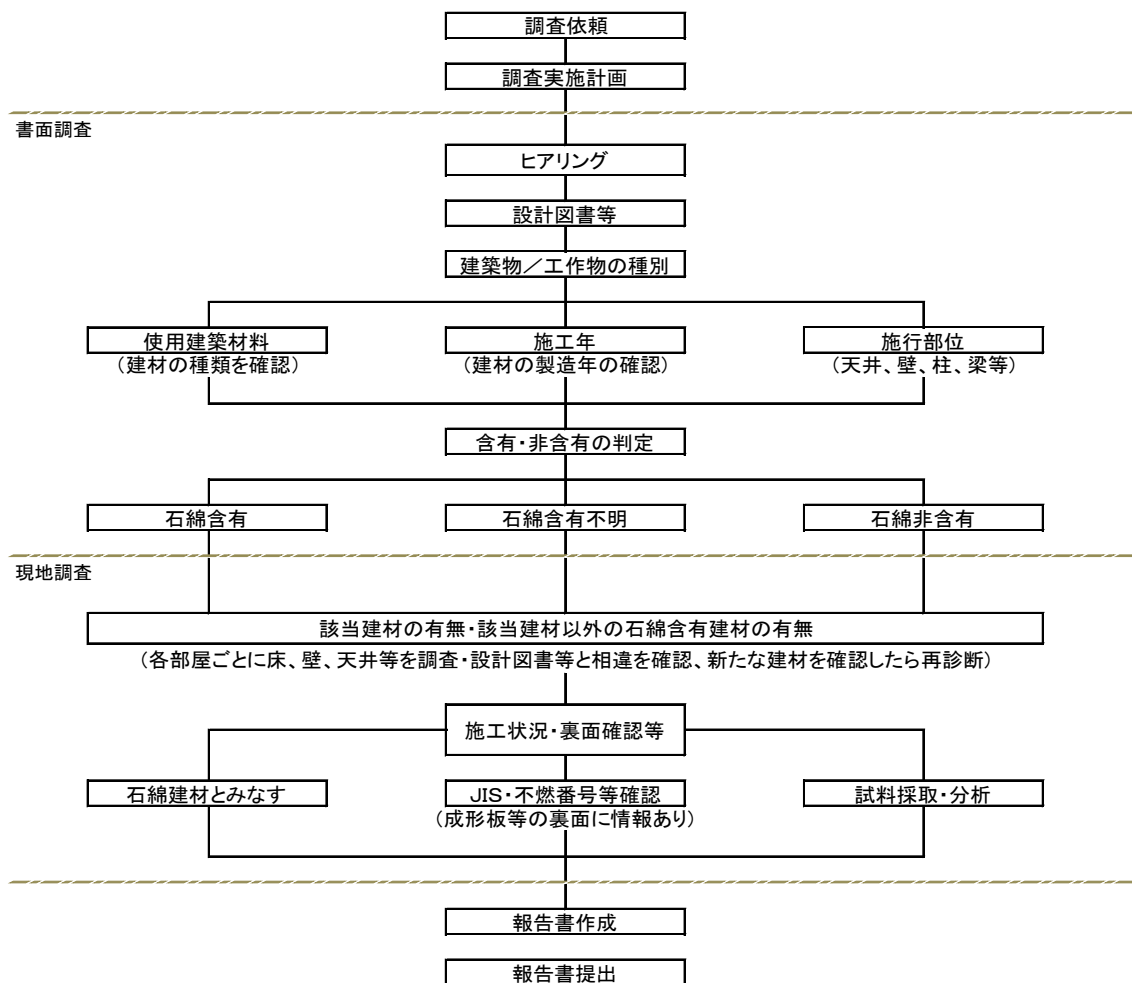 調査依頼
調査実施計画
書面調査
ヒアリング
設計図書等
建築物／工作物の種別
使用建築材料
（建材の種類を確認）
施工年
（建材の製造年の確認）
施行部位
（天井、壁、柱、梁等）
含有・非含有の判定
石綿含有
石綿含有不明
石綿非含有
現地調査
該当建材の有無・該当建材以外の石綿含有建材の有無
（各部屋ごとに床、壁、天井等を調査・設計図書等と相違を確認、新たな建材を確認したら再診断）
施工状況・裏面確認等
石綿建材とみなす
JIS・不燃番号等確認
（成形板等の裏面に情報あり）
試料採取・分析
報告書作成
報告書提出